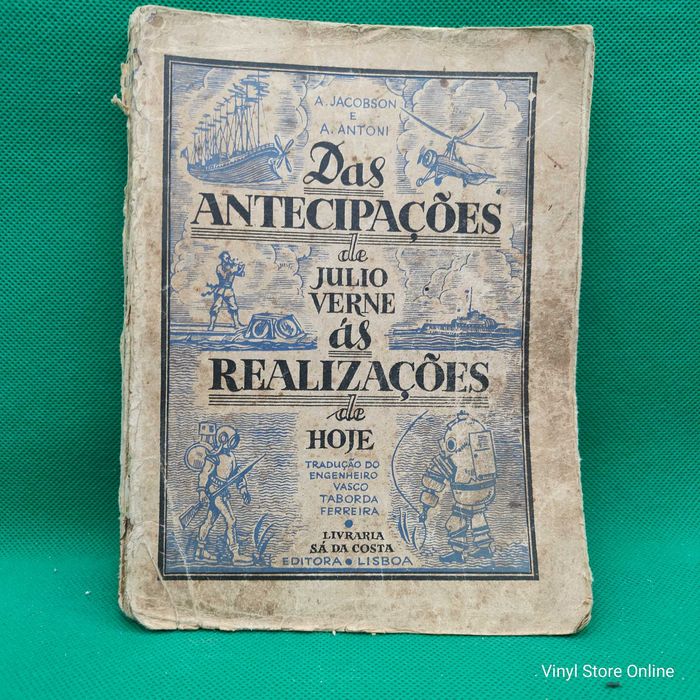 A. JACOBSON
E
A. ANTONI
Das
ANTECIPAÇÕES
de
JULIO
VERNE
ás
REALIZAÇÕES
de
HOJE
TRADUÇÃO DO
ENGENHEIRO
VASCO
TABORDA
FERREIRA
•
LIVRARIA
SÁ DA COSTA
EDITORA • LISBOA
Vinyl Store Online